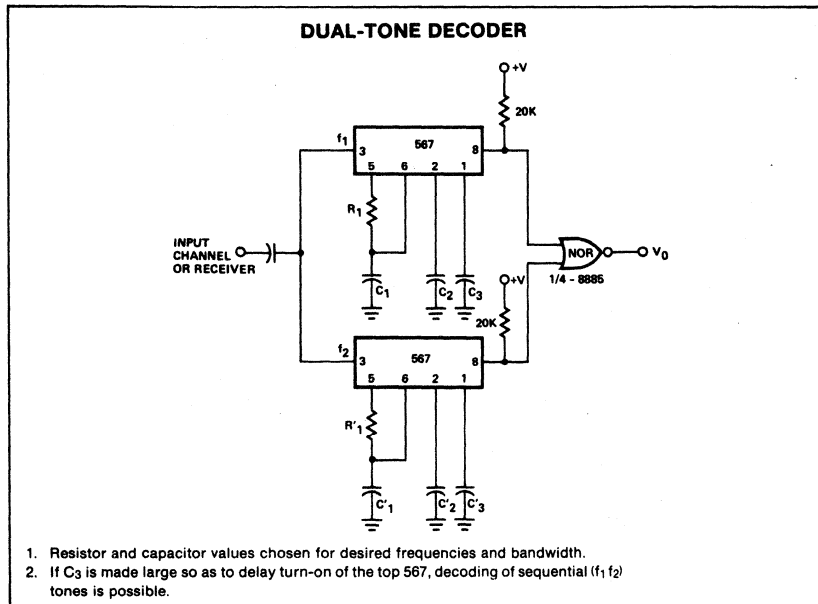 DUAL-TONE DECODER
+V
20K
f1
3
567
8
5
6
2
1
R1
INPUT
CHANNEL
OR RECEIVER
C1
C2
C3
NOR
V0
1/4 - 8885
+V
20K
f2
3
567
8
5
6
2
1
R'1
C'1
C'2
C'3
1. Resistor and capacitor values chosen for desired frequencies and bandwidth.
2. If C3 is made large so as to delay turn-on of the top 567, decoding of sequential (f1 f2)
tones is possible.